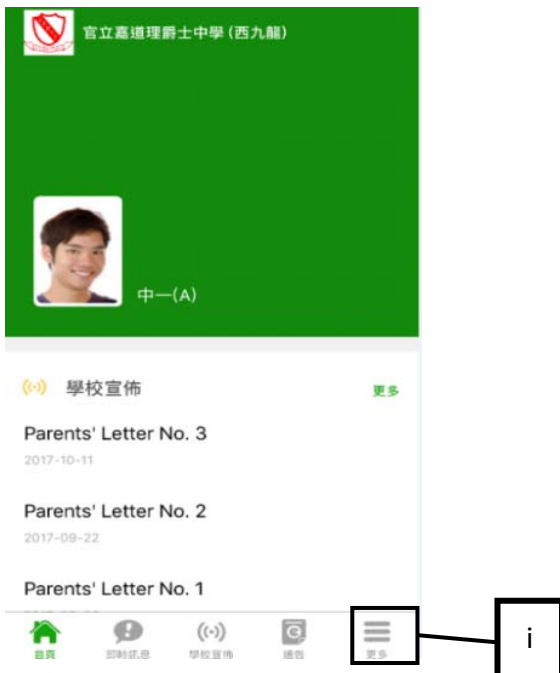 官立嘉道理爵士中學(西九龍)
中一(A)
學校宣佈
更多
Parents' Letter No. 3
2017-10-11
Parents' Letter No. 2
2017-09-22
Parents' Letter No. 1
首頁
即時訊息
學校宣佈
通告
更多
i